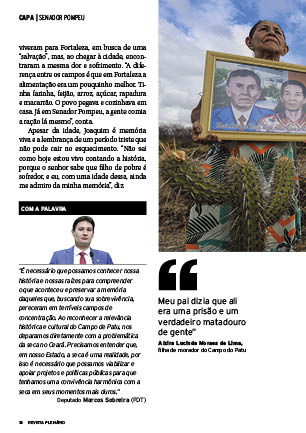 CAPA | SENADOR POMPEU
viveram para Fortaleza, em busca de uma
“salvação”, mas, ao chegar à cidade, encon-
traram a mesma dor e sofrimento. “A dife-
rença entre os campos é que em Fortaleza a
alimentação era um pouquinho melhor. Ti-
nha farinha, feijão, arroz, açúcar, rapadura
e macarrão. O povo pegava e cozinhava em
casa. Já em Senador Pompeu, a gente comia
a ração lá mesmo”, conta.
Apesar da idade, Joaquim é memória
viva e a lembrança de um período triste que
não pode cair no esquecimento. “Não sei
como hoje estou vivo contando a história,
porque o senhor sabe que filho de pobre é
sofredor, e eu, com uma idade dessa, ainda
me admiro da minha memória”, diz
COM A PALAVRA
“É necessário que possamos conhecer nossa
história e nossas raízes para compreender
o que aconteceu e preservar a memória
daqueles que, buscando sua sobrevivência,
pereceram em terríveis campos de
concentração. Ao reconhecer a relevância
histórica e cultural do Campo de Patu, nos
deparamos diretamente com a problemática
da seca no Ceará. Precisamos entender que,
em nosso Estado, a seca é uma realidade, por
isso é necessário que possamos viabilizar e
apoiar projetos e políticas públicas para que
tenhamos uma convivência harmônica com a
seca em seus momentos mais duros.”
Deputado Marcos Sobreira (PDT)
“
Meu pai dizia que ali
era uma prisão e um
verdadeiro matadouro
de gente”
Alzira Lucinda Moraes de Lima,
filha de morador do Campo do Patu
REVISTA PLENÁRIO